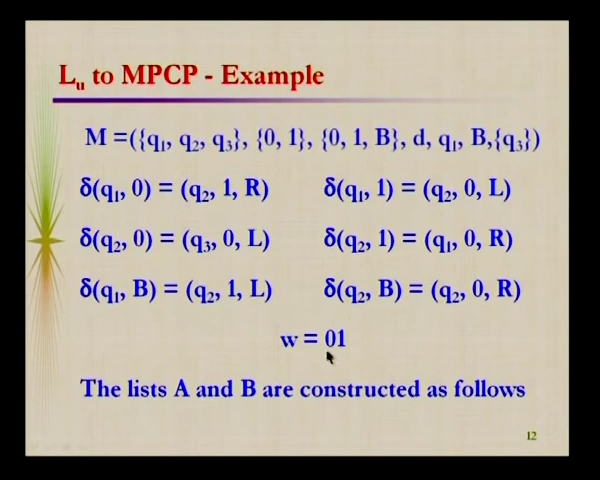 Lu to MPCP - Example
M =({q1, q2, q3}, {0, 1}, {0, 1, B}, d, q1, B,{q3})
δ(q1, 0) = (q2, 1, R) δ(q1, 1) = (q2, 0, L)
δ(q2, 0) = (q3, 0, L) δ(q2, 1) = (q1, 0, R)
δ(q1, B) = (q2, 1, L) δ(q2, B) = (q2, 0, R)
w = 01
The lists A and B are constructed as follows
12